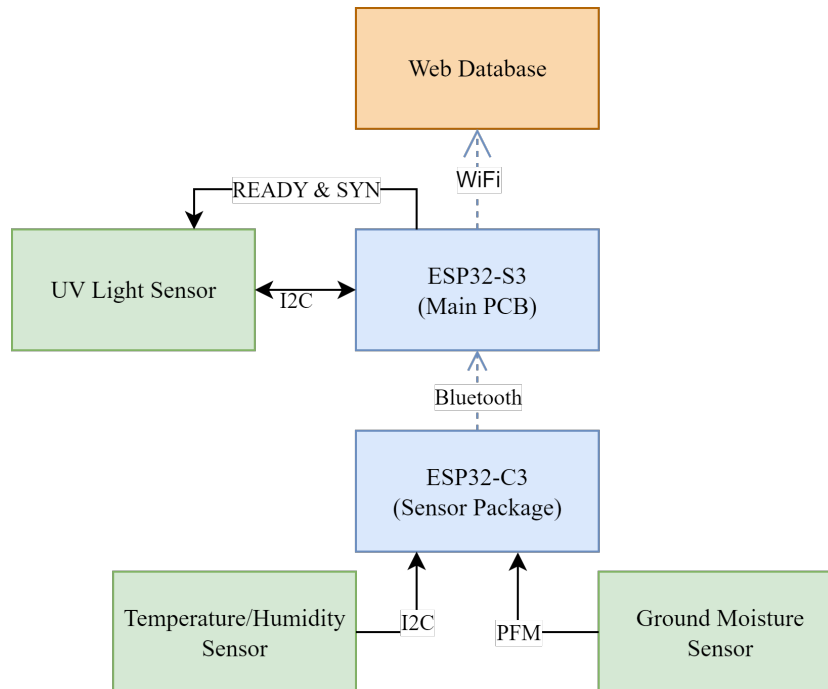 Web Database
WiFi
READY & SYN
UV Light Sensor
I2C
ESP32-S3
(Main PCB)
Bluetooth
ESP32-C3
(Sensor Package)
Temperature/Humidity
Sensor
I2C
PFM
Ground Moisture
Sensor